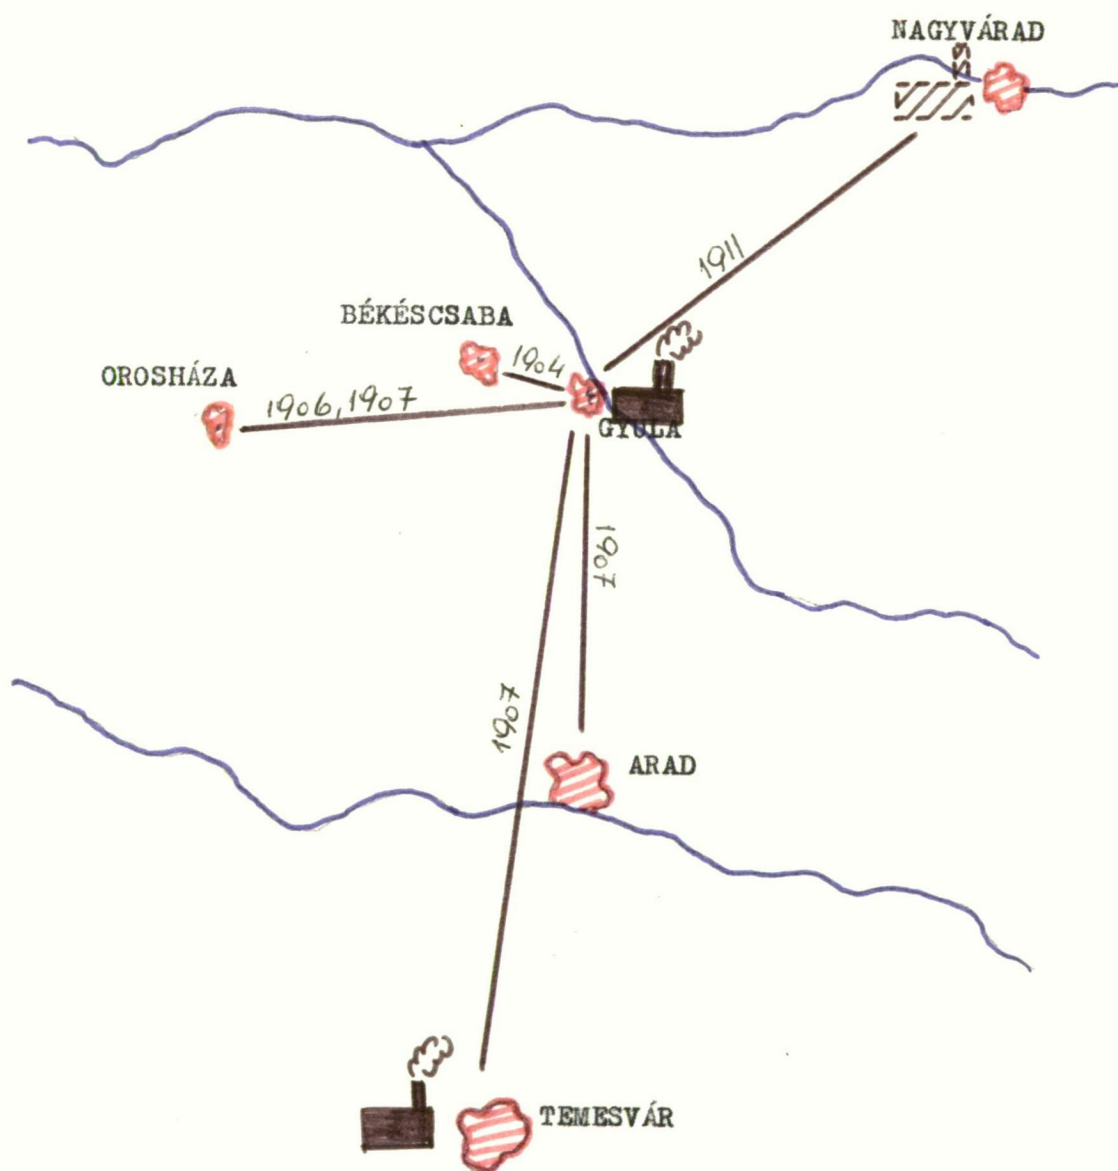 NAGYVÁRAD
1911
BÉKÉSCSABA
1904
OROSHÁZA
1906, 1907
GYULA
1907
1907
ARAD
TEMESVÁR